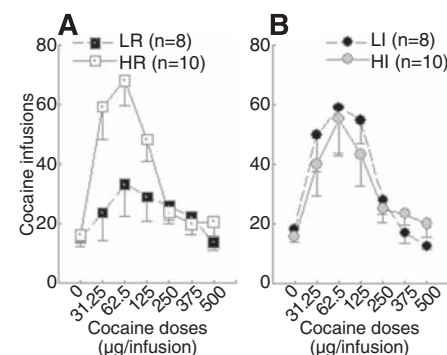 A
LR (n=8)
HR (n=10)
80
60
40
20
0
Cocaine infusions
0
31.25
62.5
125
250
375
500
Cocaine doses
(µg/infusion)
B
LI (n=8)
HI (n=10)
80
60
40
20
0
0
31.25
62.5
125
250
375
500
Cocaine doses
(µg/infusion)